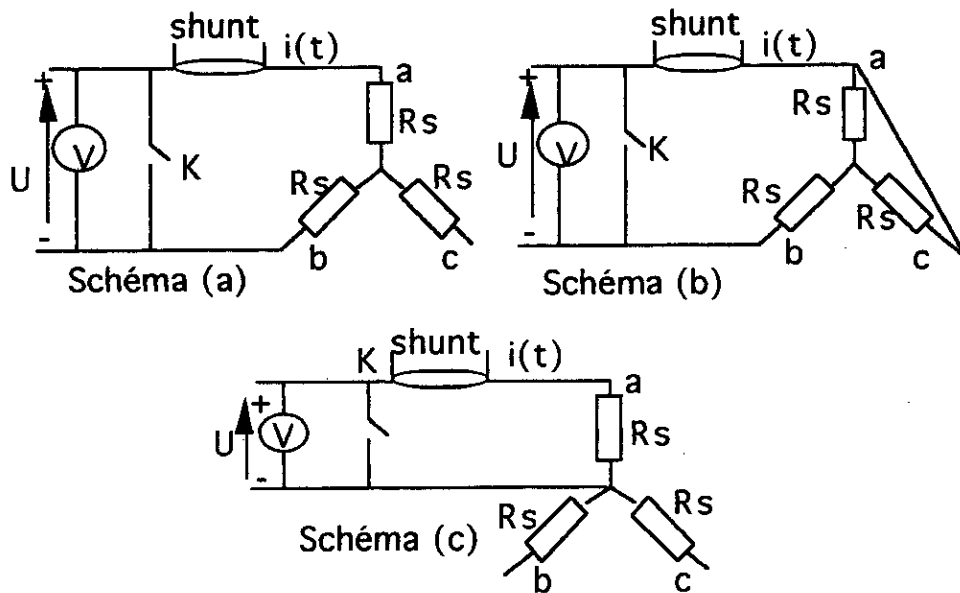 shunt
i(t)
a
+
U
V
K
Rs
Rs
Rs
-
b
c
Schéma (a)
shunt
i(t)
a
+
U
V
K
Rs
Rs
Rs
-
b
c
Schéma (b)
K
shunt
i(t)
a
+
U
V
Rs
-
Rs
Rs
Schéma (c)
b
c